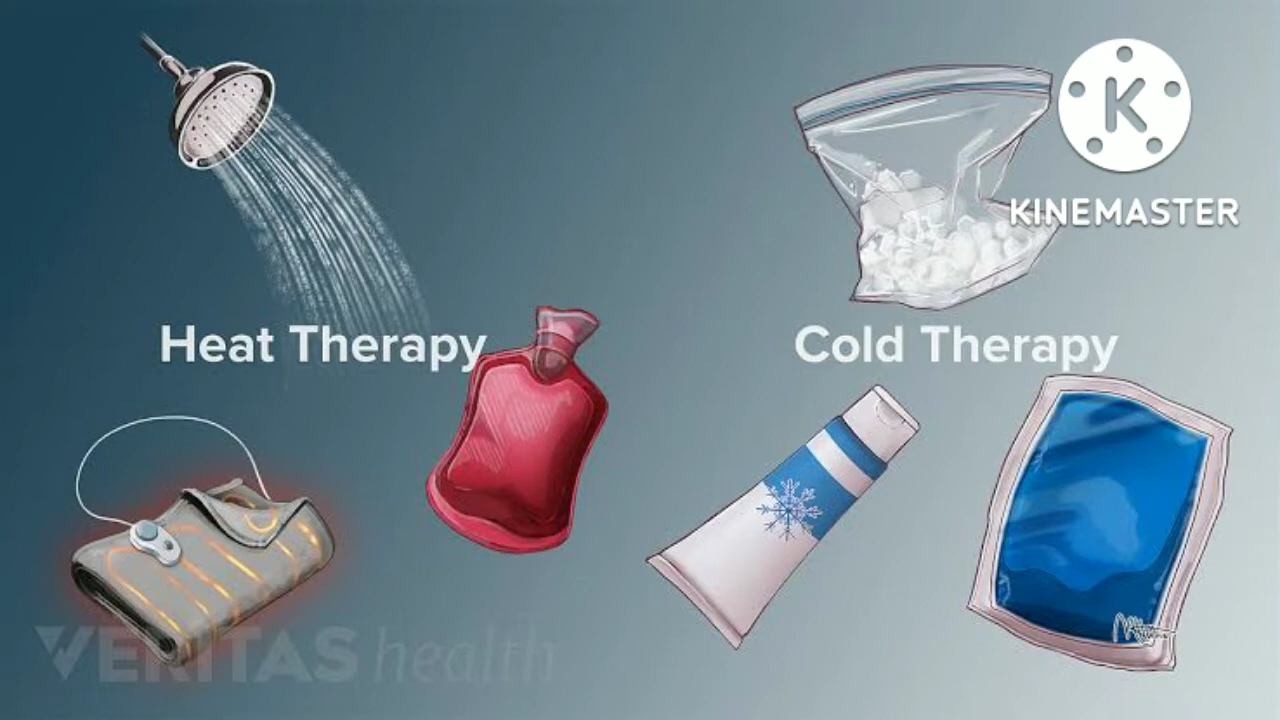 K
KINEMASTER
Heat Therapy
Cold Therapy
VERITAS health